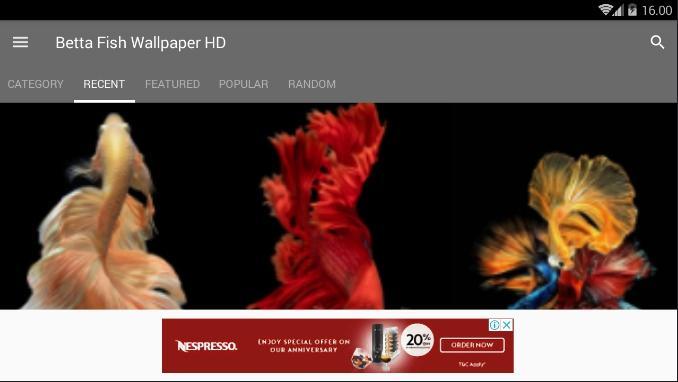 16.00
Betta Fish Wallpaper HD
CATEGORY RECENT FEATURED POPULAR RANDOM
NESPRESSO.
ENJOY SPECIAL OFFER ON
OUR ANNIVERSARY
20%
ORDER NOW
T&C Apply*